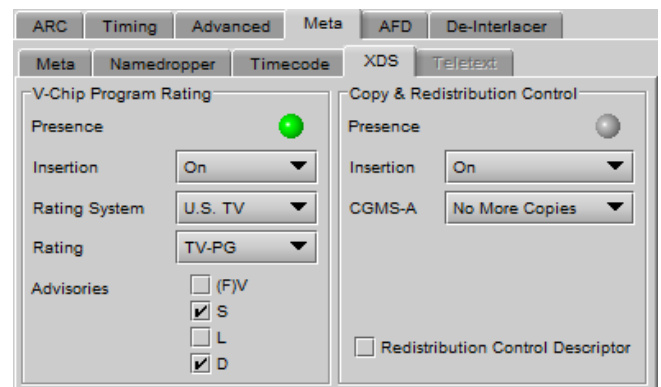 ARC Timing Advanced Meta AFD De-Interlacer
Meta Namedropper Timecode XDS Teletext
V-Chip Program Rating
Presence
Insertion On
Rating System U.S. TV
Rating TV-PG
Advisories (F)V
S
L
D
Copy & Redistribution Control
Presence
Insertion On
CGMS-A No More Copies
Redistribution Control Descriptor